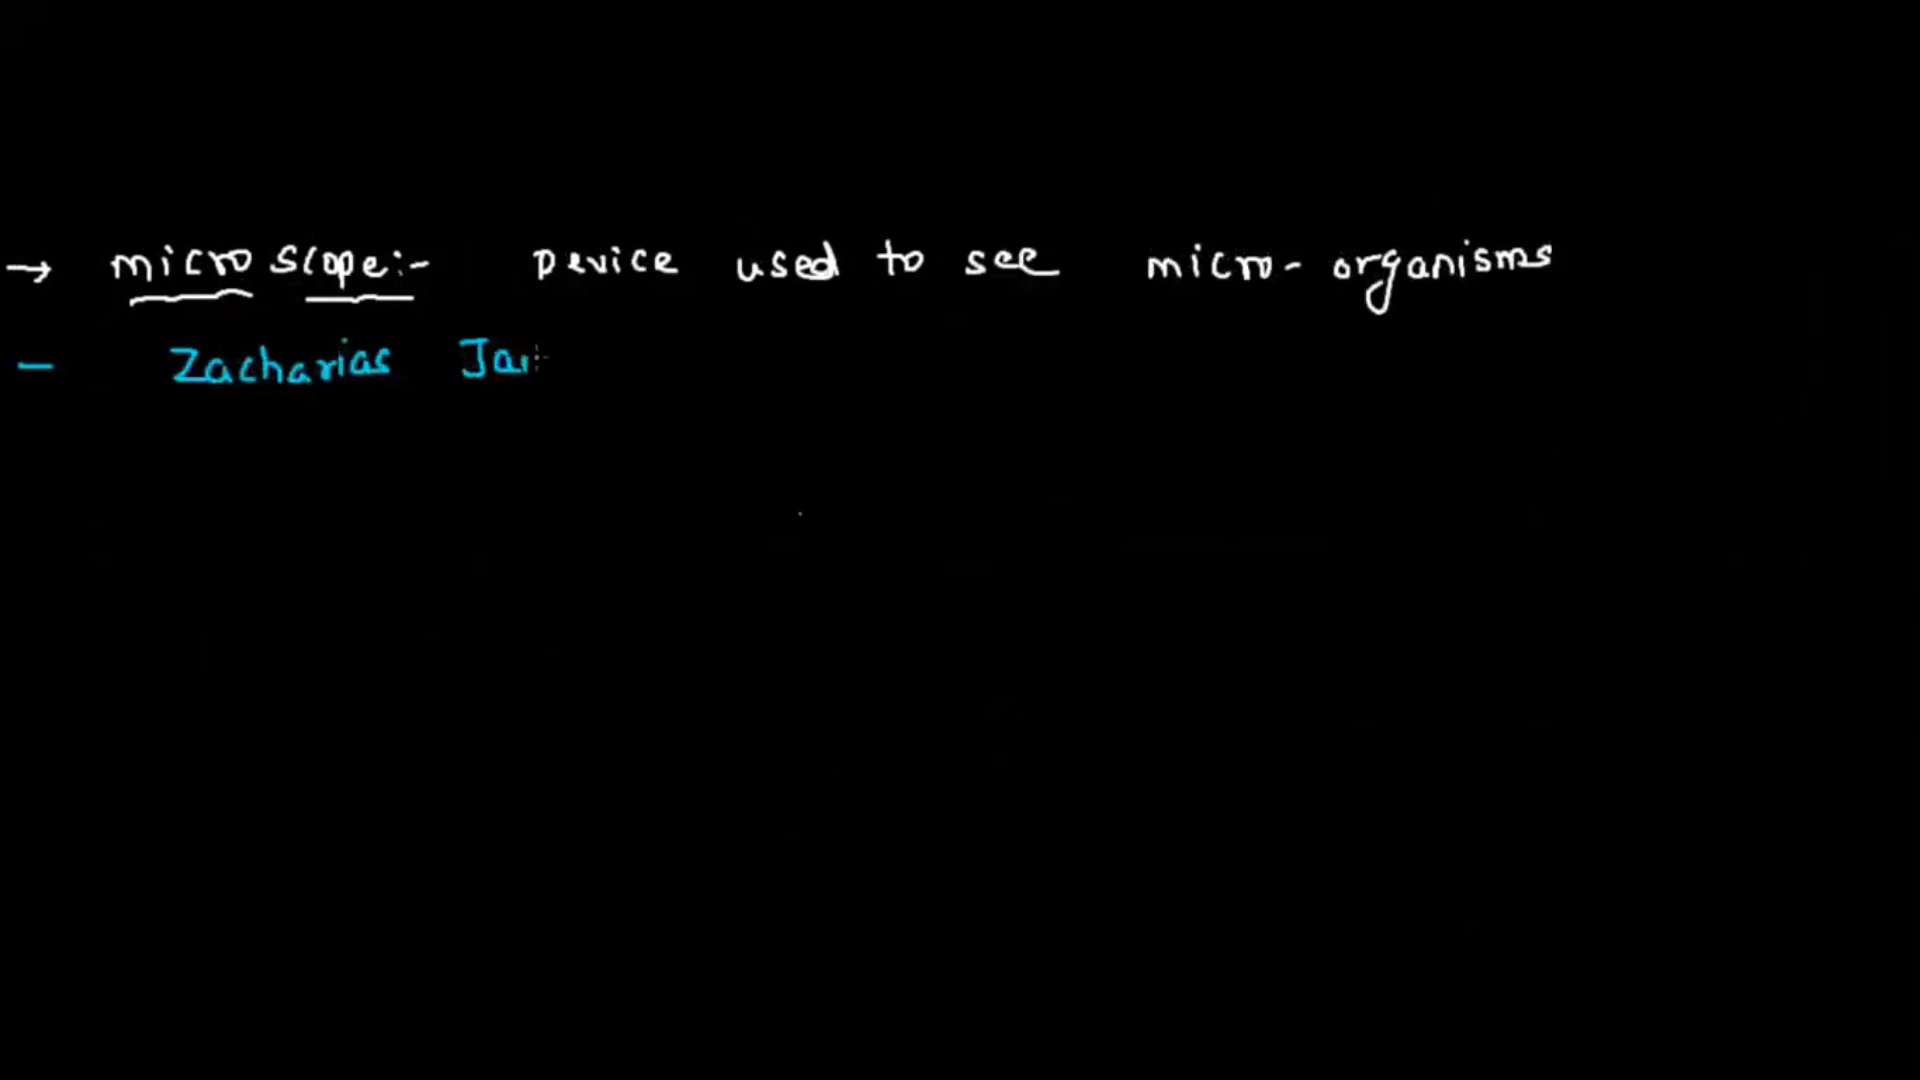 → microscope:- Device used to see micro-organisms
- Zacharias